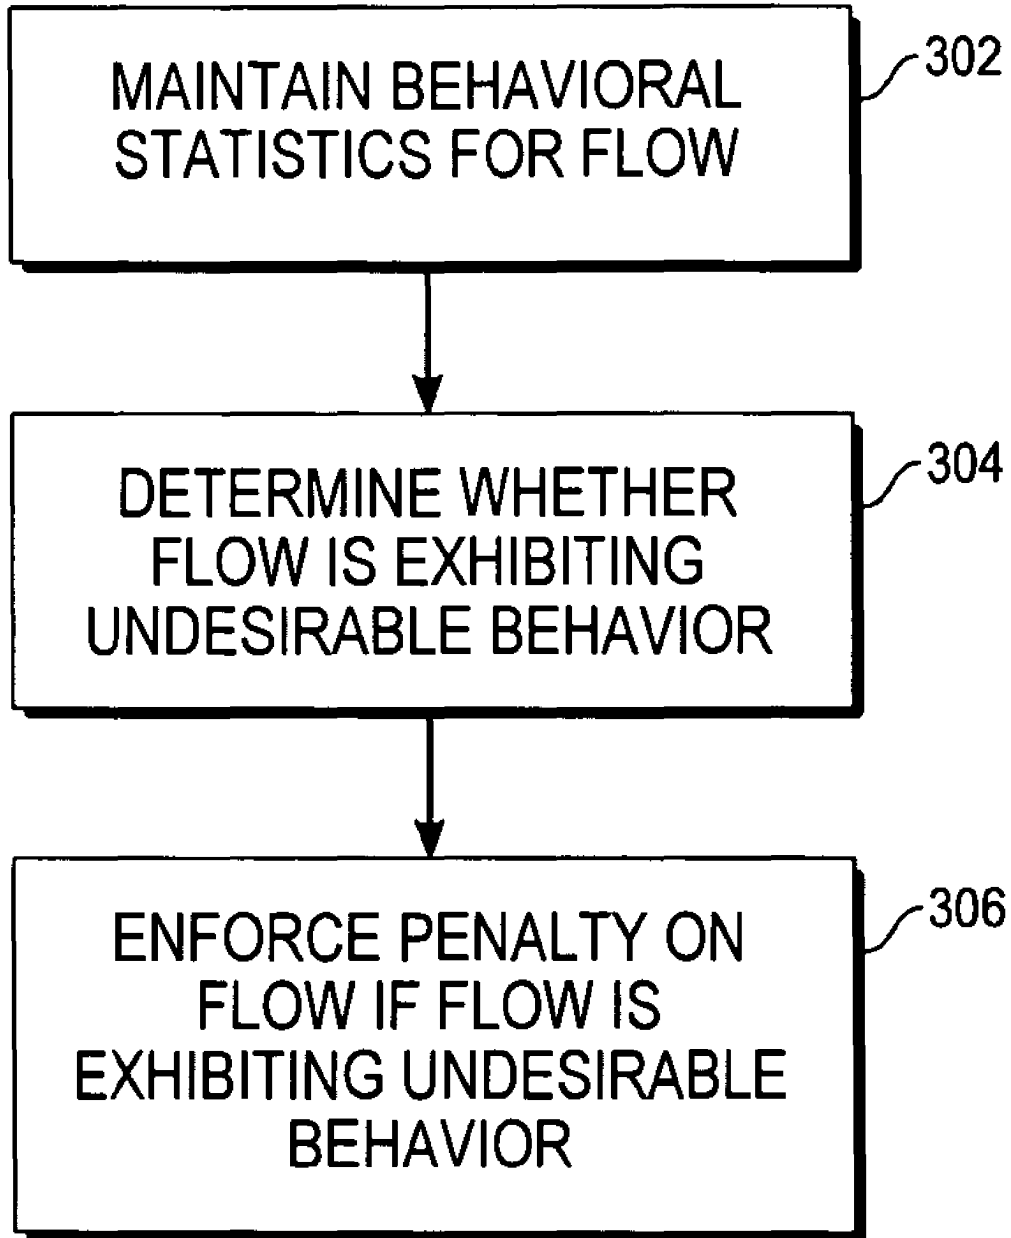 MAINTAIN BEHAVIORAL
STATISTICS FOR FLOW
302
DETERMINE WHETHER
FLOW IS EXHIBITING
UNDESIRABLE BEHAVIOR
304
ENFORCE PENALTY ON
FLOW IF FLOW IS
EXHIBITING UNDESIRABLE
BEHAVIOR
306